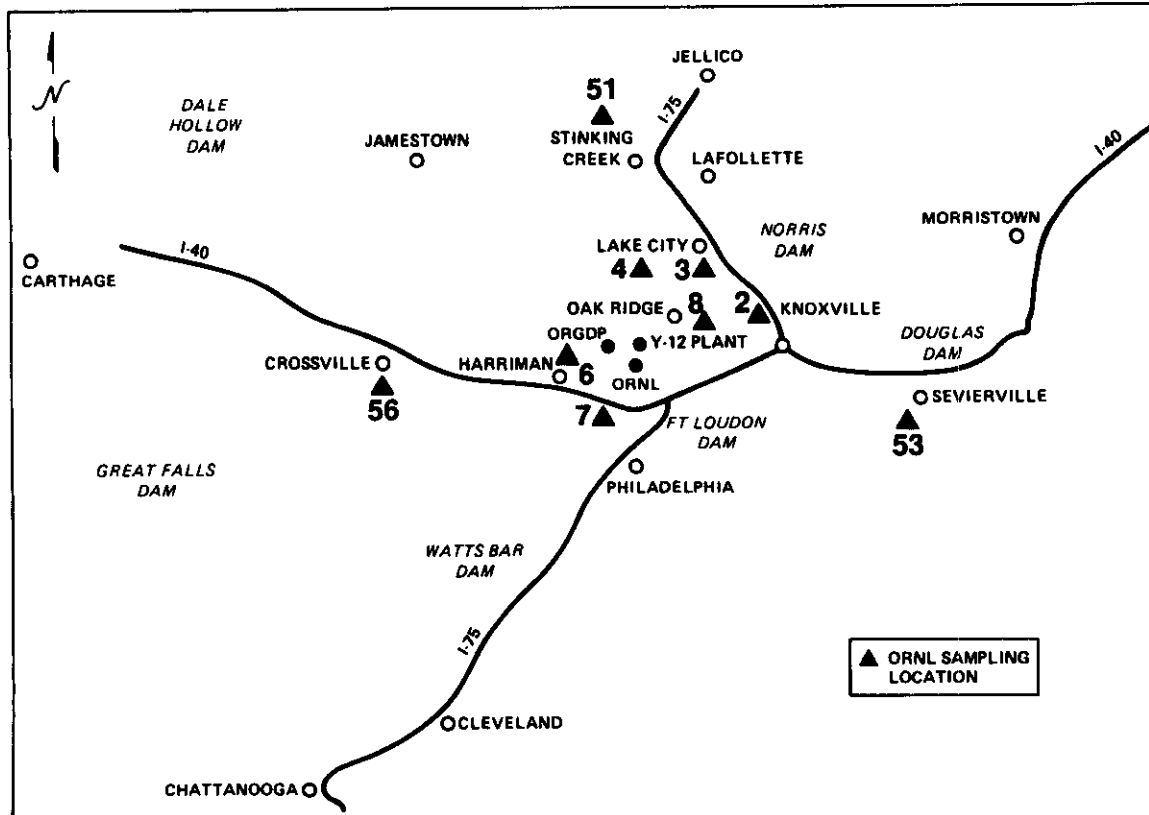 N
JELLICO
I-75
51
DALE
HOLLOW
DAM
JAMESTOWN
STINKING
CREEK
LAFOLLETTE
I-40
MORRISTOWN
NORRIS
DAM
I-40
CARTHAGE
LAKE CITY
4
3
OAK RIDGE
8
2
KNOXVILLE
ORGDP
Y-12 PLANT
DOUGLAS
DAM
CROSSVILLE
HARRIMAN
6
ORNL
56
7
FT LOUDON
DAM
SEVIERVILLE
53
GREAT FALLS
DAM
PHILADELPHIA
WATTS BAR
DAM
I-75
ORNL SAMPLING
LOCATION
CLEVELAND
CHATTANOOGA